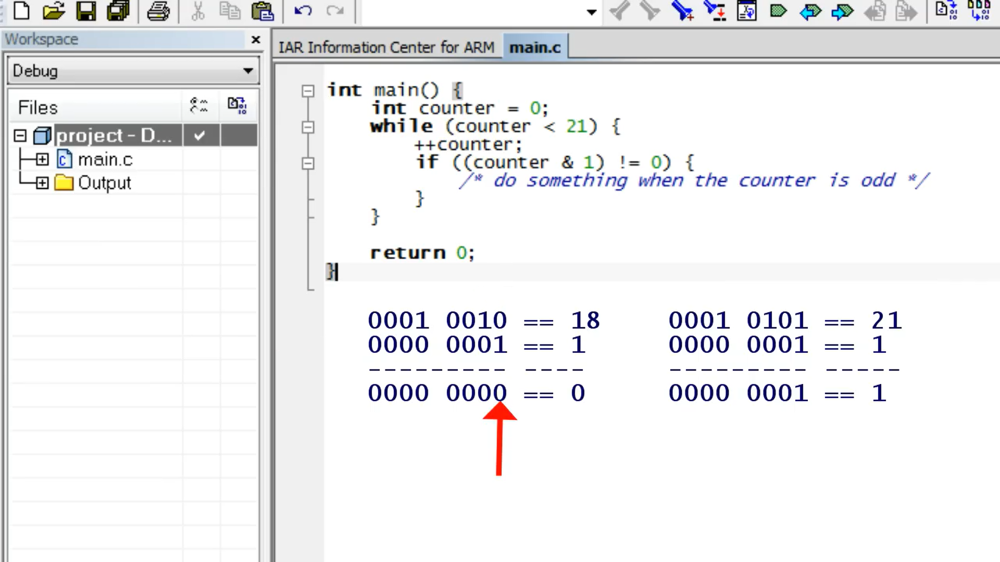 Workspace
Debug
Files
project - D...
main.c
Output
IAR Information Center for ARM
main.c
int main() {
int counter = 0;
while (counter < 21) {
++counter;
if ((counter & 1) != 0) {
/* do something when the counter is odd */
}
}
return 0;
}
0001 0010 == 18 0001 0101 == 21
0000 0001 == 1 0000 0001 == 1
--------- ---- --------- -----
0000 0000 == 0 0000 0001 == 1